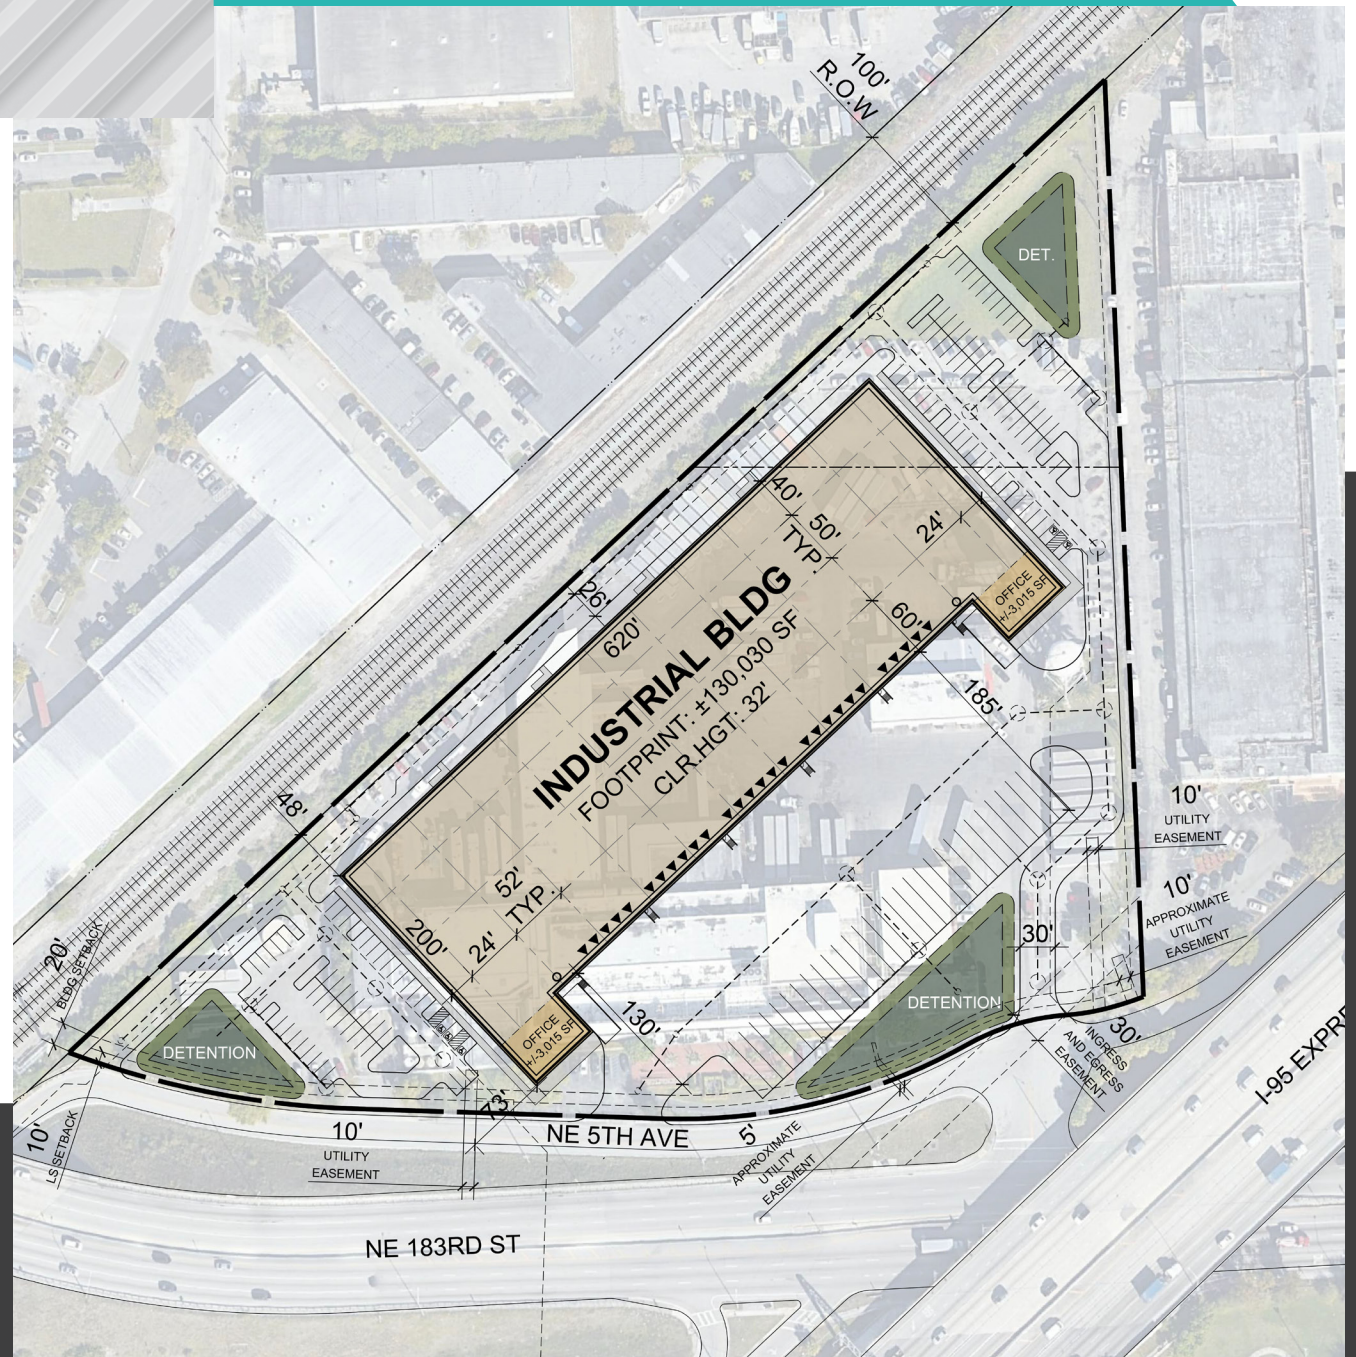 100'
R.O.W
DET.
40'
50'
TYP.
24'
OFFICE
+/-3,015 SF
26'
620'
60'
INDUSTRIAL BLDG
FOOTPRINT: ±130,030 SF
CLR.HGT: 32'
185'
48'
10'
UTILITY
EASEMENT
52'
TYP.
10'
APPROXIMATE
UTILITY
EASEMENT
200'
24'
20'
BLDG SETBACK
30'
DETENTION
130'
OFFICE
+/-3,015 SF
DETENTION
30'
INGRESS
AND EGRESS
EASEMENT
I-95 EXPRE
73'
10'
LS SETBACK
10'
UTILITY
EASEMENT
NE 5TH AVE
5'
APPROXIMATE
UTILITY
EASEMENT
NE 183RD ST